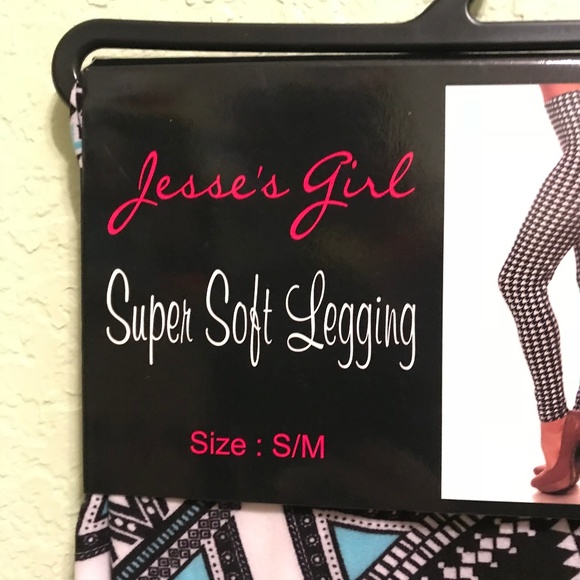 Jesse's Girl
Super Soft Legging
Size : S/M